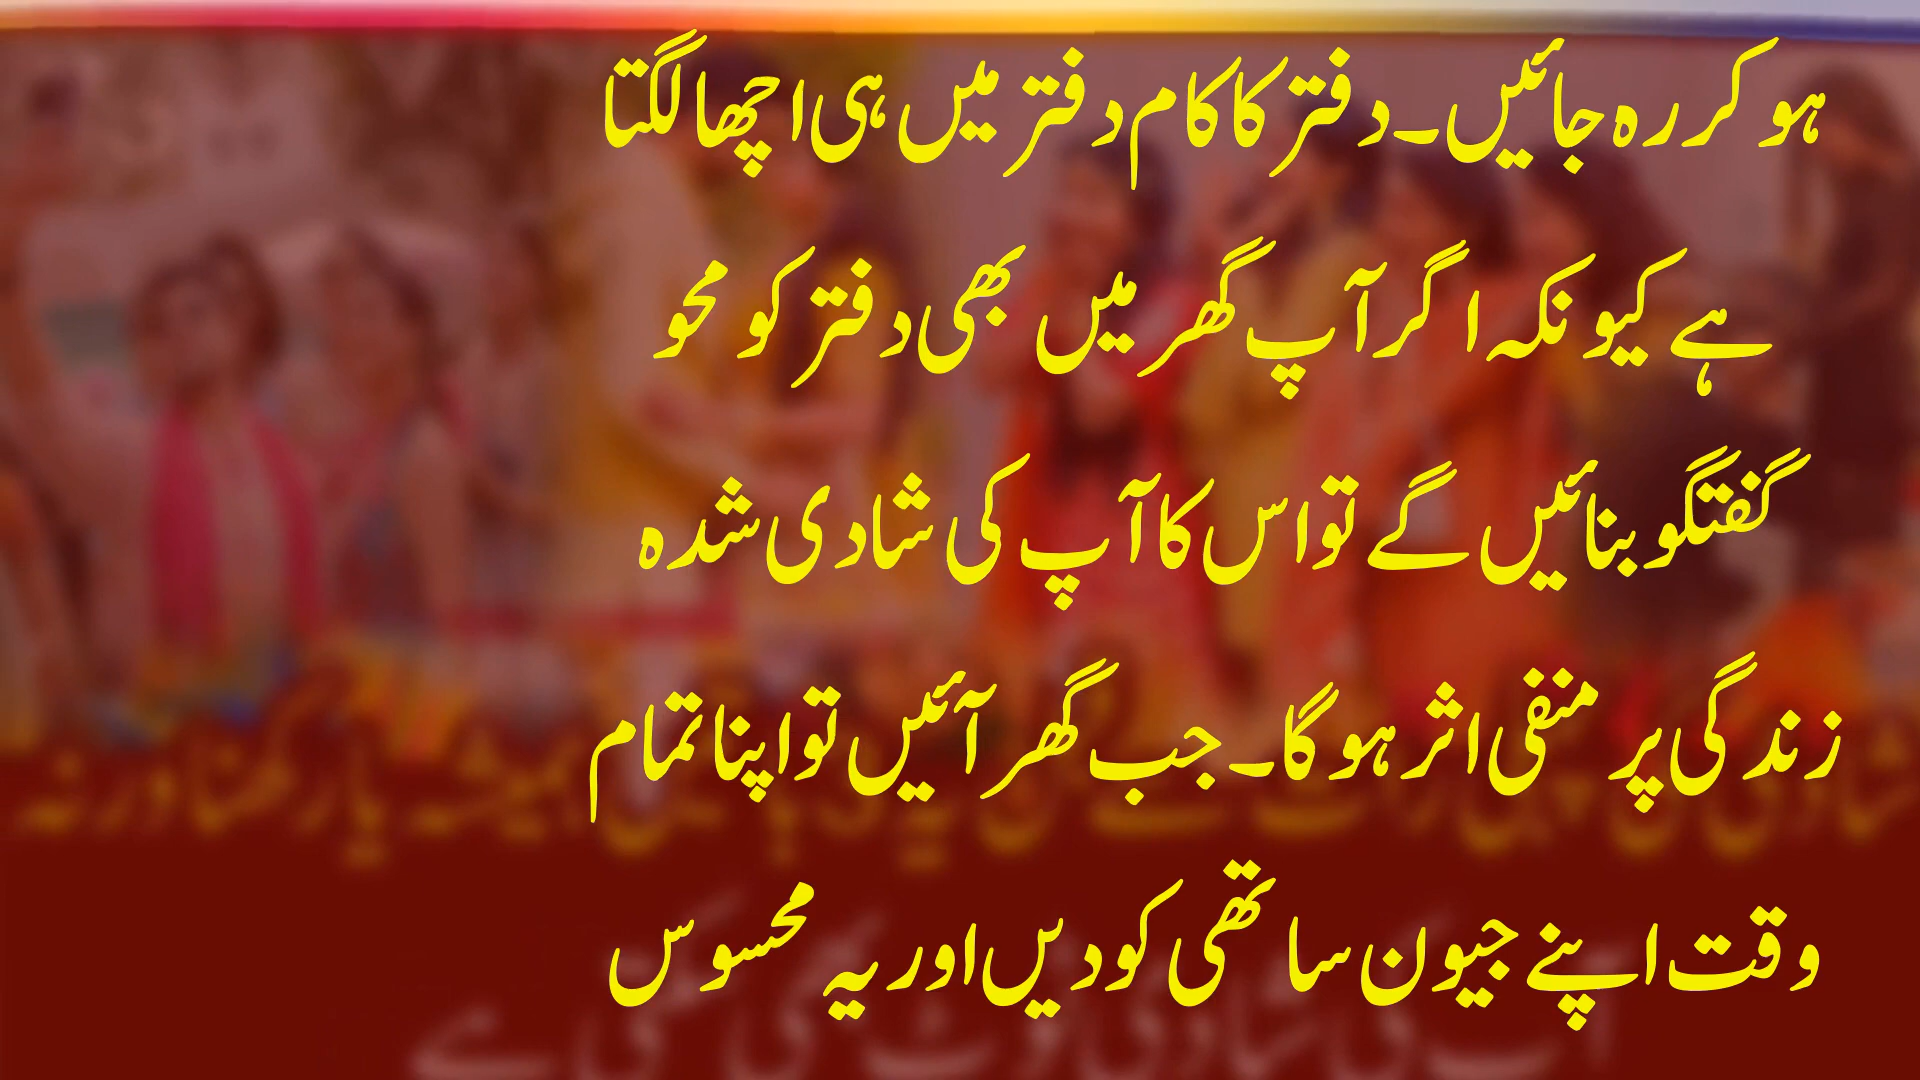 ہو کر رہ جائیں۔ دفتر کا کام دفتر میں ہی اچھا لگتا
ہے کیونکہ اگر آپ گھر میں بھی دفتر کو محو
گفتگو بنائیں گے تو اس کا آپ کی شادی شدہ
زندگی پر منفی اثر ہو گا۔ جب گھر آئیں تو اپنا تمام
وقت اپنے جیون ساتھی کو دیں اور یہ محسوس